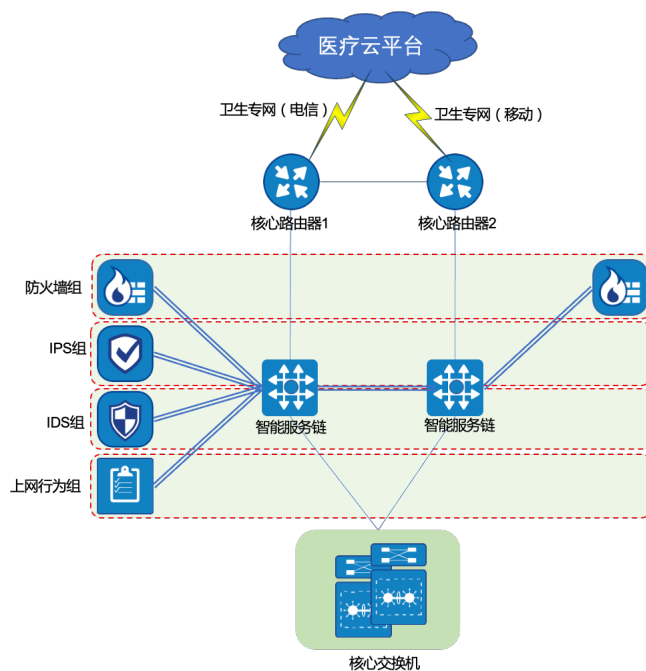 医疗云平台
卫生专网（电信）
卫生专网（移动）
核心路由器1
核心路由器2
防火墙组
IPS组
智能服务链
智能服务链
IDS组
上网行为组
核心交换机